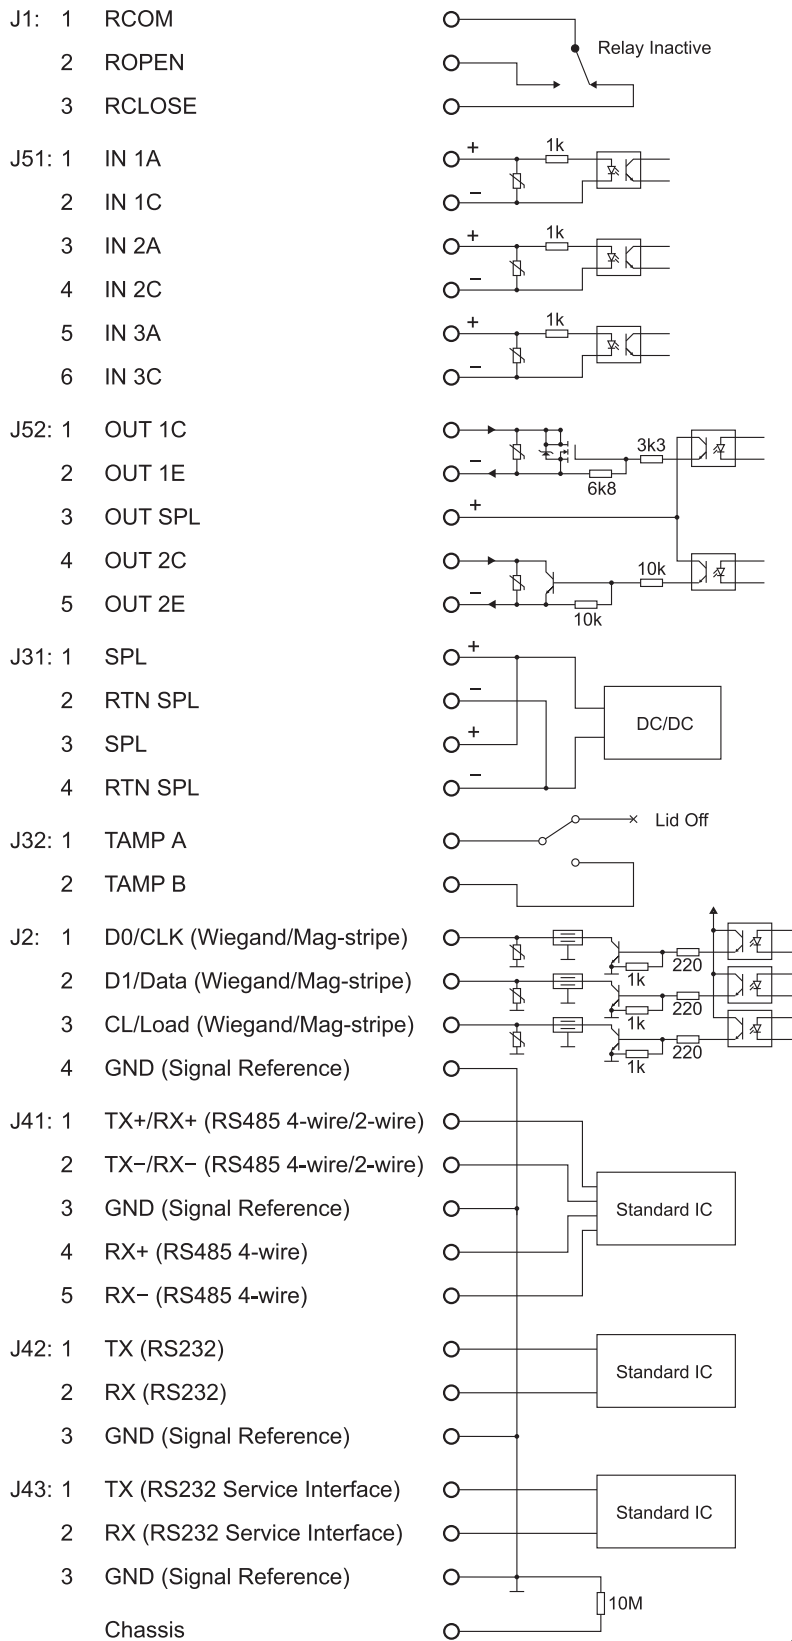 J1: 1 RCOM
Relay Inactive
2 ROPEN
3 RCLOSE
J51: 1 IN 1A + 1k
2 IN 1C −
3 IN 2A + 1k
4 IN 2C −
5 IN 3A + 1k
6 IN 3C −
J52: 1 OUT 1C
3k3
2 OUT 1E −
6k8
3 OUT SPL +
4 OUT 2C
10k
5 OUT 2E −
10k
J31: 1 SPL +
2 RTN SPL −
DC/DC
3 SPL +
4 RTN SPL −
Lid Off
J32: 1 TAMP A
2 TAMP B
J2: 1 D0/CLK (Wiegand/Mag-stripe)
1k 220
2 D1/Data (Wiegand/Mag-stripe)
1k 220
3 CL/Load (Wiegand/Mag-stripe)
1k 220
4 GND (Signal Reference)
J41: 1 TX+/RX+ (RS485 4-wire/2-wire)
2 TX−/RX− (RS485 4-wire/2-wire)
3 GND (Signal Reference) Standard IC
4 RX+ (RS485 4-wire)
5 RX− (RS485 4-wire)
J42: 1 TX (RS232)
Standard IC
2 RX (RS232)
3 GND (Signal Reference)
J43: 1 TX (RS232 Service Interface)
Standard IC
2 RX (RS232 Service Interface)
3 GND (Signal Reference)
10M
Chassis